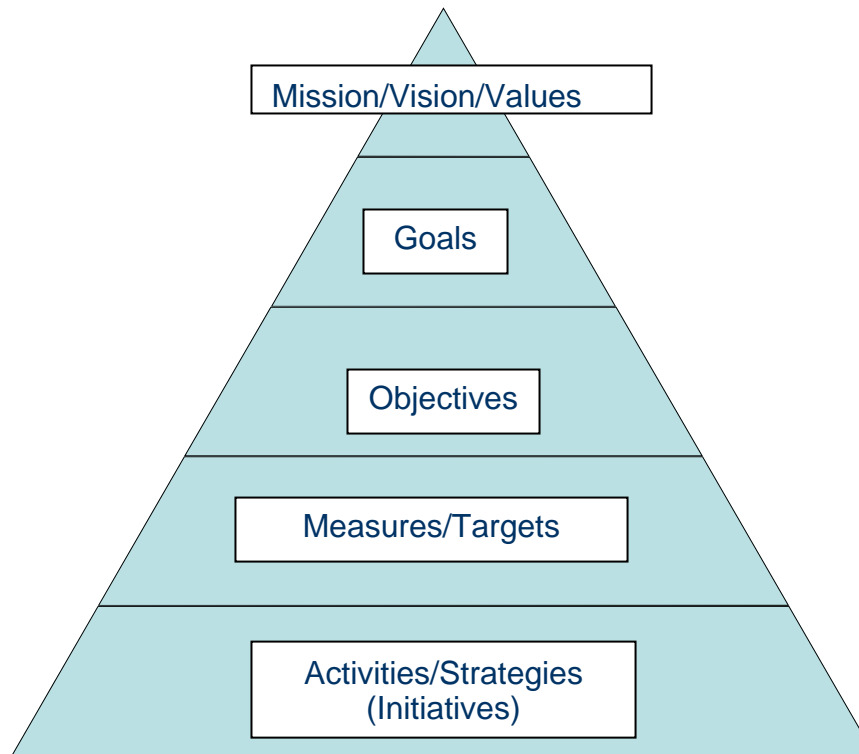 Mission/Vision/Values
Goals
Objectives
Measures/Targets
Activities/Strategies
(Initiatives)